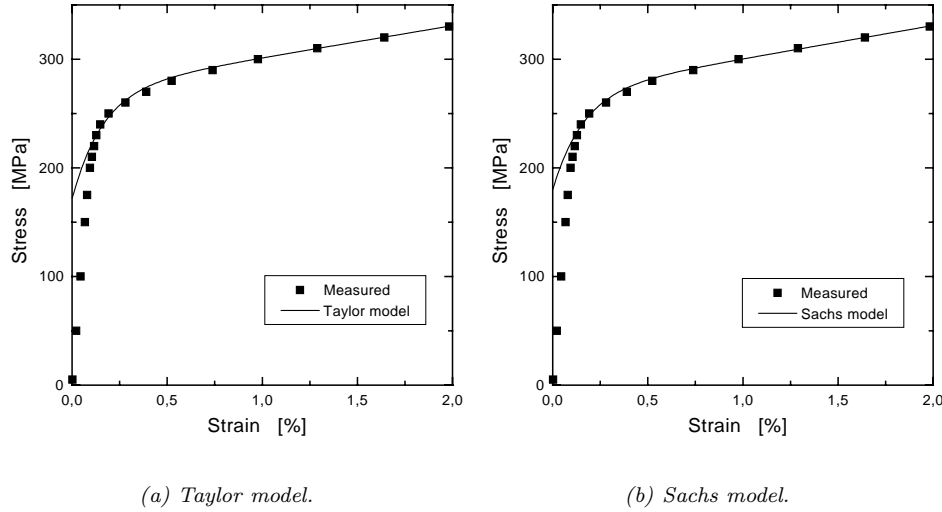 300
200
100
0
Stress [MPa]
0,0 0,5 1,0 1,5 2,0
Strain [%]
Measured
Taylor model
(a) Taylor model.
300
200
100
0
Stress [MPa]
0,0 0,5 1,0 1,5 2,0
Strain [%]
Measured
Sachs model
(b) Sachs model.